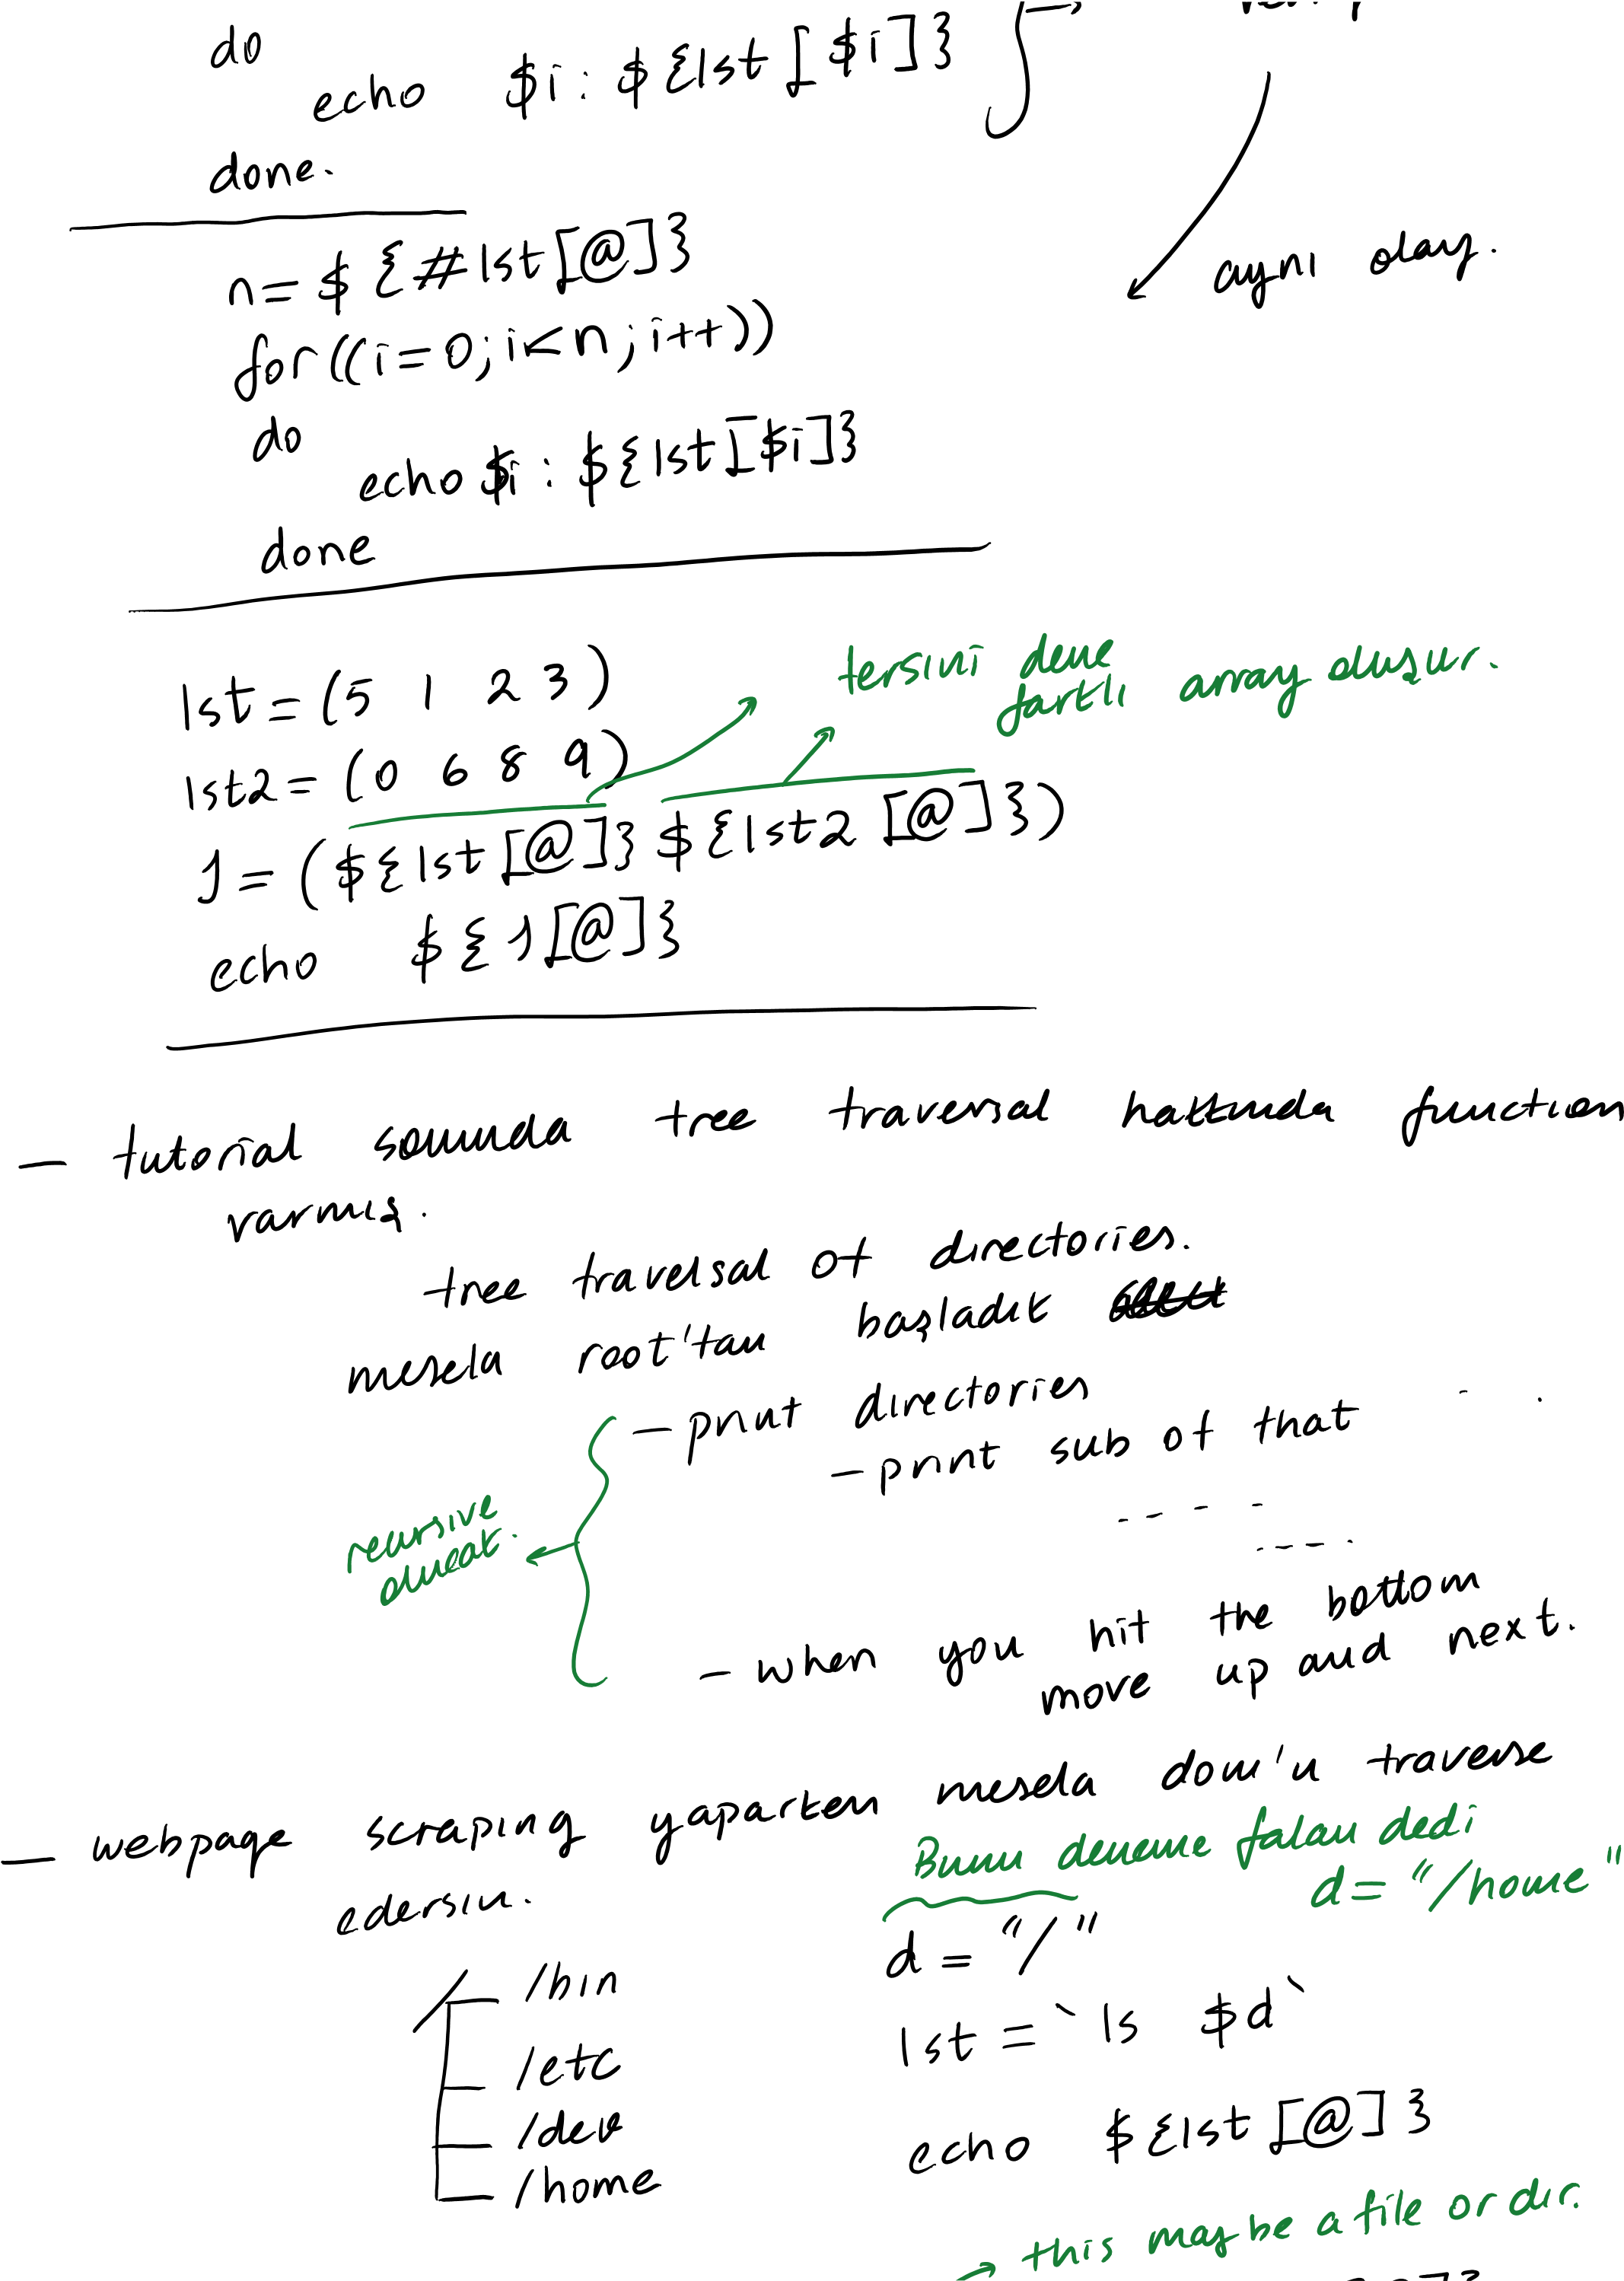 do
echo $i: ${lst[$i]}
done.
n=${#lst[@]}
aynı olay.
for((i=0;i<n;i++))
do
echo $i: ${lst[$i]}
done
lst=(5 1 2 3)
tersini dene
farklı array oluşur.
lst2=(0 6 8 9)
J=(${lst[@]} ${lst2[@]})
echo ${J[@]}
— tutorial sonunda tree traversal hakkında function
varmış.
tree traversal of directories.
mesela root'tan başladık
— print directories
— print sub of that
- - - -
- - - -
recursive
olucak.
— when you hit the bottom
move up and next.
— webpage scraping yaparken mesela dom'u traverse
edersin.
Bunu deneme falan dedi
d="/home"
d="/"
/bin
lst=`ls $d`
/etc
/dev
echo ${lst[@]}
/home
this may be a file or dir.